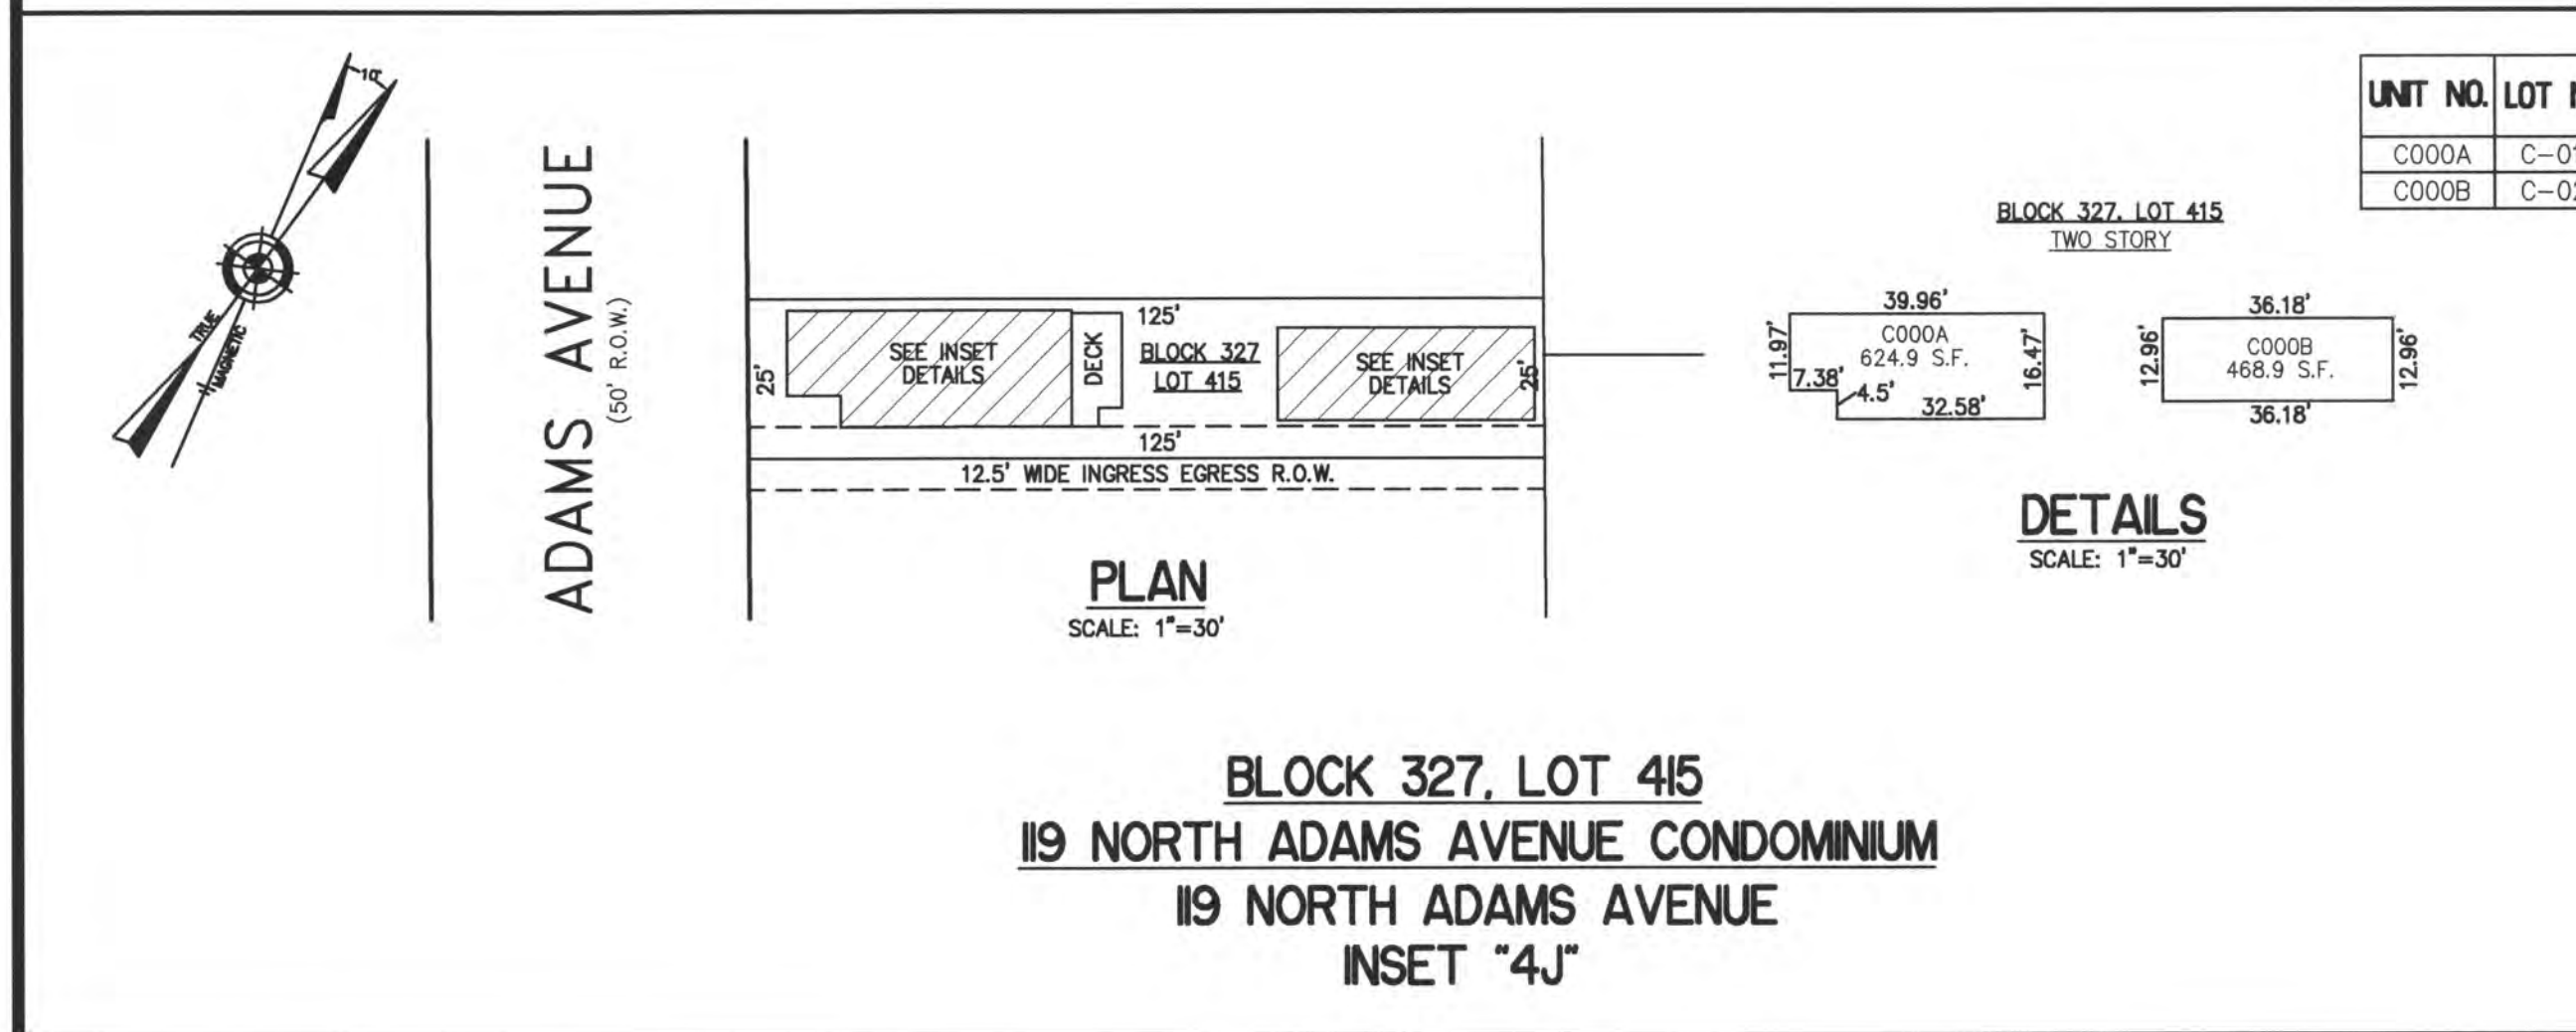 10°
TRUE
MAGNETIC
ADAMS AVENUE
(50' R.O.W.)
125'
25'
SEE INSET
DETAILS
DECK
BLOCK 327
LOT 415
SEE INSET
DETAILS
25'
125'
12.5' WIDE INGRESS EGRESS R.O.W.
PLAN
SCALE: 1"=30'
UNIT NO. LOT
C000A C-01
C000B C-02
BLOCK 327, LOT 415
TWO STORY
39.96'
11.97'
C000A
624.9 S.F.
16.47'
7.38'
4.5'
32.58'
36.18'
12.96'
C000B
468.9 S.F.
12.96'
36.18'
DETAILS
SCALE: 1"=30'
BLOCK 327, LOT 415
119 NORTH ADAMS AVENUE CONDOMINIUM
119 NORTH ADAMS AVENUE
INSET "4J"